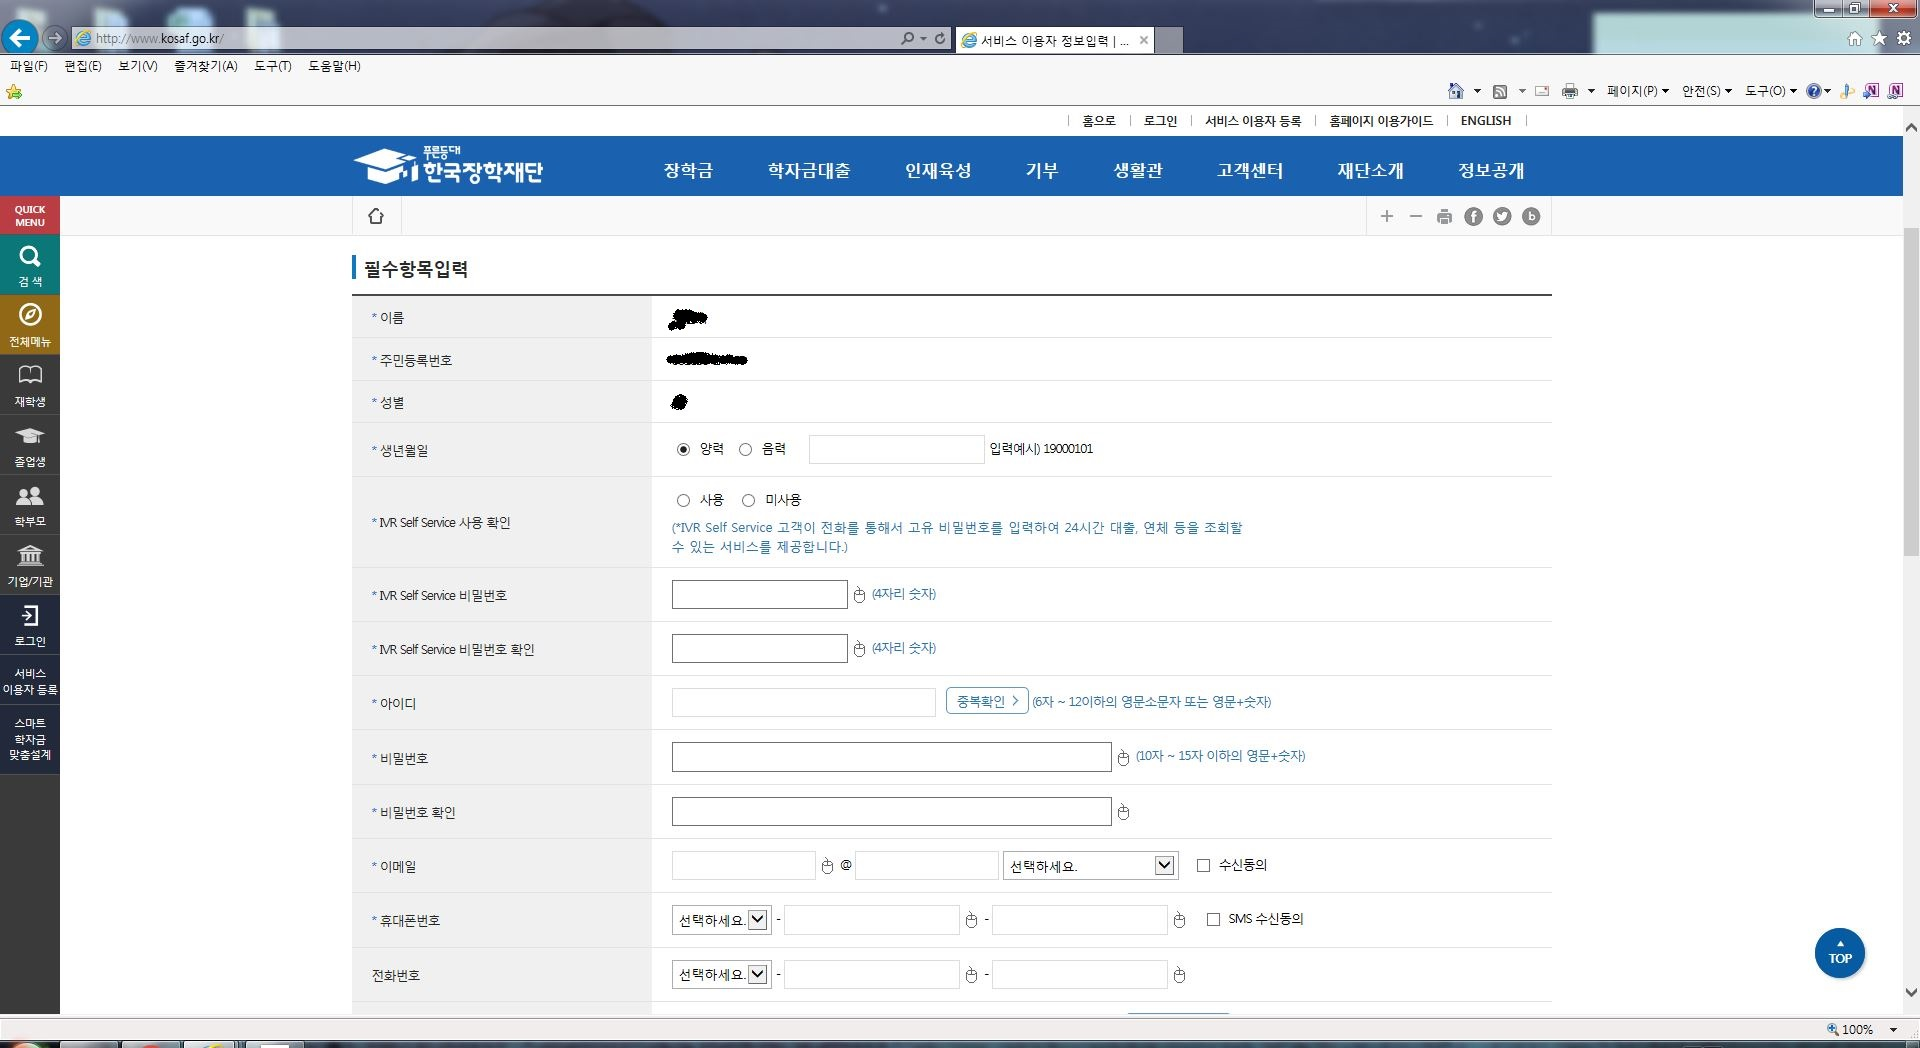 http://www.kosaf.go.kr/
서비스 이용자 정보입력 | ...
파일(F) 편집(E) 보기(V) 즐겨찾기(A) 도구(T) 도움말(H)
페이지(P) 안전(S) 도구(O)
홈으로 로그인 서비스 이용자 등록 홈페이지 이용가이드 ENGLISH
푸른등대
한국장학재단
장학금 학자금대출 인재육성 기부 생활관 고객센터 재단소개 정보공개
QUICK
MENU
검 색
전체메뉴
재학생
졸업생
학부모
기업/기관
로그인
서비스
이용자 등록
스마트
학자금
맞춤설계
필수항목입력
* 이름
* 주민등록번호
* 성별
* 생년월일 양력 음력 입력예시) 19000101
* IVR Self Service 사용 확인 사용 미사용
(*IVR Self Service 고객이 전화를 통해서 고유 비밀번호를 입력하여 24시간 대출, 연체 등을 조회할
수 있는 서비스를 제공합니다.)
* IVR Self Service 비밀번호 (4자리 숫자)
* IVR Self Service 비밀번호 확인 (4자리 숫자)
* 아이디 중복확인 > (6자 ~ 12이하의 영문소문자 또는 영문+숫자)
* 비밀번호 (10자 ~ 15자 이하의 영문+숫자)
* 비밀번호 확인
* 이메일 @ 선택하세요. 수신동의
* 휴대폰번호 선택하세요. - - SMS 수신동의
전화번호 선택하세요. - -
TOP
100%